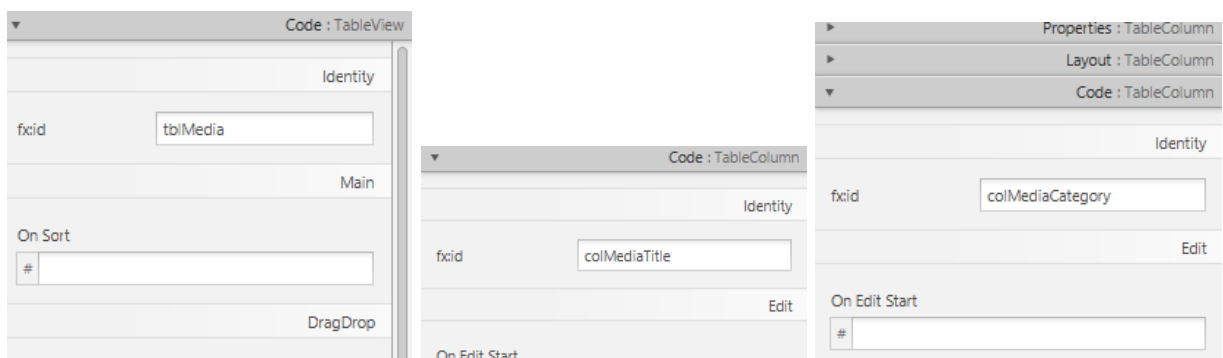 Code : TableView
Identity
fx:id
tblMedia
Main
On Sort
#
DragDrop
Code : TableColumn
Identity
fx:id
colMediaTitle
Edit
On Edit Start
Properties : TableColumn
Layout : TableColumn
Code : TableColumn
Identity
fx:id
colMediaCategory
Edit
On Edit Start
#